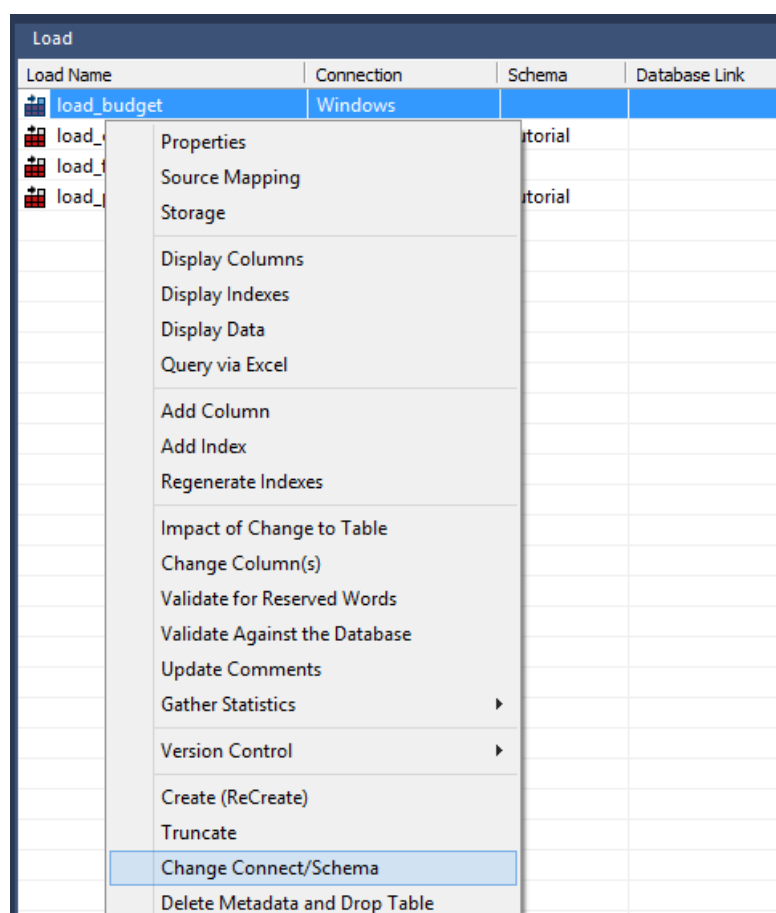 Load
Load Name Connection Schema Database Link
load_budget Windows
load_
Properties
utorial
load_
Source Mapping
load_
Storage
utorial
Display Columns
Display Indexes
Display Data
Query via Excel
Add Column
Add Index
Regenerate Indexes
Impact of Change to Table
Change Column(s)
Validate for Reserved Words
Validate Against the Database
Update Comments
Gather Statistics
Version Control
Create (ReCreate)
Truncate
Change Connect/Schema
Delete Metadata and Drop Table